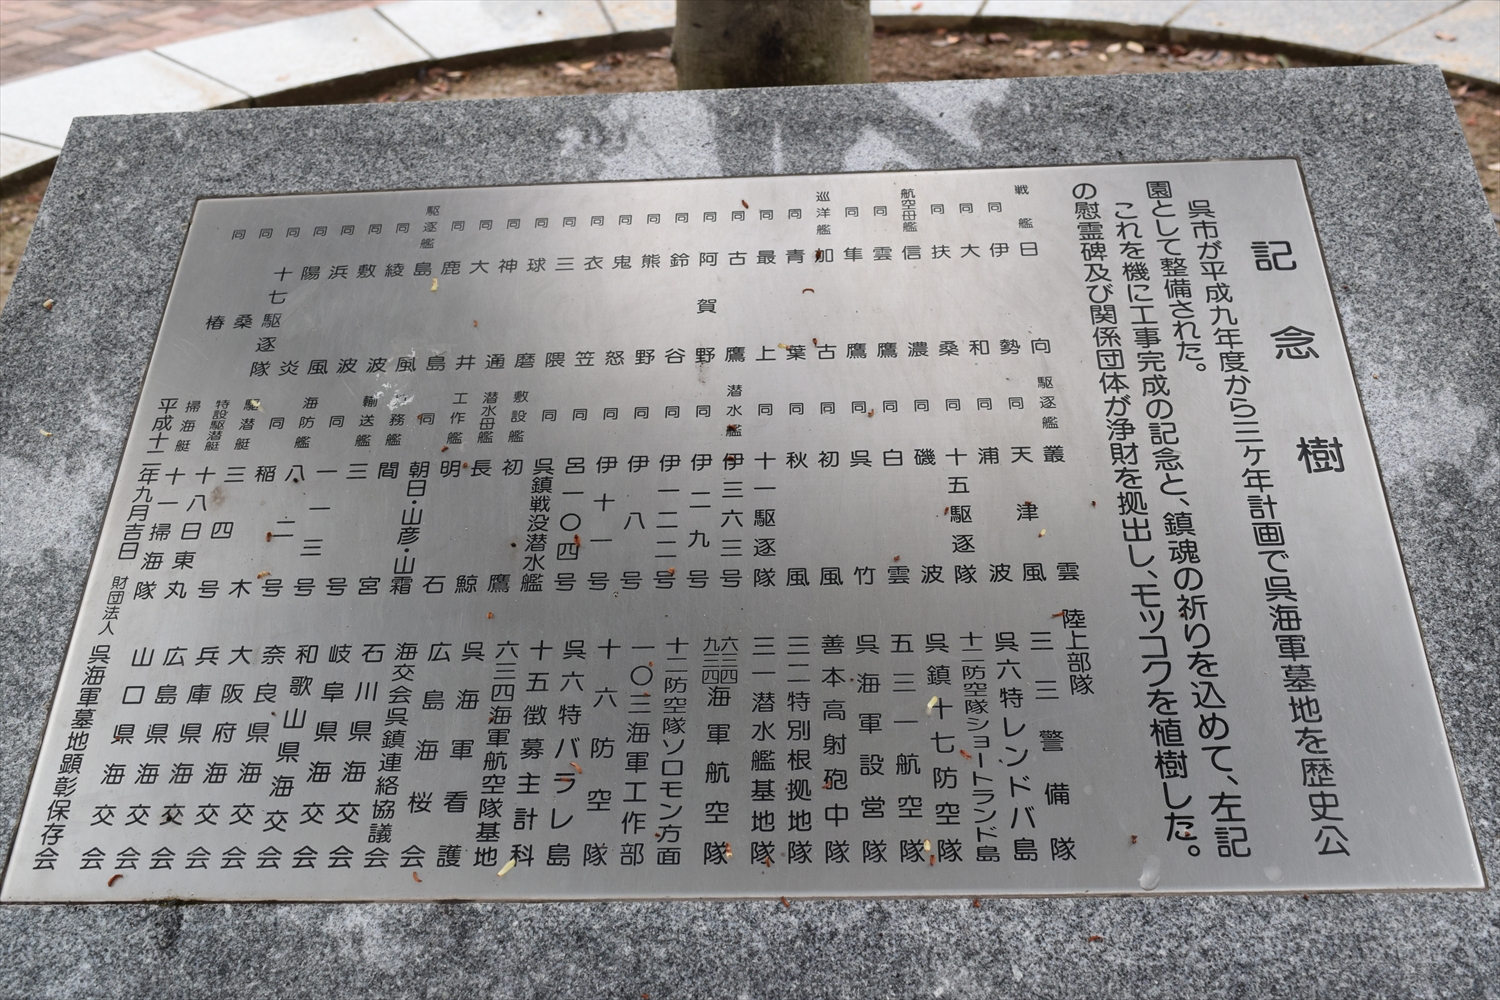 記念樹
呉市が平成九年度から三ヶ年計画で呉海軍墓地を歴史公
園として整備された。
これを機に工事完成の記念と、鎮魂の祈りを込めて、左記
の慰霊碑及び関係団体が浄財を拠出し、モッコクを植樹した。
戦艦 日向
同 伊勢
同 大和
同 扶桑
航空母艦 信濃
同 雲鷹
同 隼鷹
巡洋艦 加古
同 青葉
同 最上
同 古鷹
同 阿賀野
同 鈴谷
同 熊野
同 鬼怒
同 衣笠
同 三隈
同 球磨
同 神通
同 大井
同 鹿島
駆逐艦 島風
同 綾波
同 敷波
同 浜風
同 陽炎
同 十七駆逐隊
同 桑
同 椿
駆逐艦 叢雲
同 天津風
同 浦波
同 十五駆逐隊
同 磯波
同 白雲
同 呉竹
同 初風
同 秋風
同 十一駆逐隊
潜水艦 伊三六三号
同 伊二九号
同 伊一二二号
同 伊八号
同 伊十一号
同 呂一〇四号
同 呉鎮戦没潜水艦
敷設艦 初鷹
潜水母艦 長鯨
工作艦 明石
同 朝日・山彦・山霜
務艦 間宮
輸送艦 三号
同 一一三号
海防艦 八二号
同 稲木
駆潜艇 三四号
特設駆潜艇 十八日東丸
掃海艇 十一掃海隊
陸上部隊
三三警備隊
呉六特レンドバ島
十二防空隊ショートランド島
呉鎮十七防空隊
五三一航空隊
呉海軍設営隊
善本高射砲中隊
三二特別根拠地隊
三一潜水艦基地隊
六三四 九三四 海軍航空隊
十二防空隊ソロモン方面
一〇三海軍工作部
十六防空隊
呉六特バラレ島
十五徴募主計科
六三四海軍航空隊基地
呉海軍看護
広島海桜会
海交会呉鎮連絡協議会
石川県海交会
岐阜県海交会
和歌山県海交会
奈良県海交会
大阪府海交会
兵庫県海交会
広島県海交会
山口県海交会
平成十二年九月吉日
財団法人 呉海軍墓地顕彰保存会